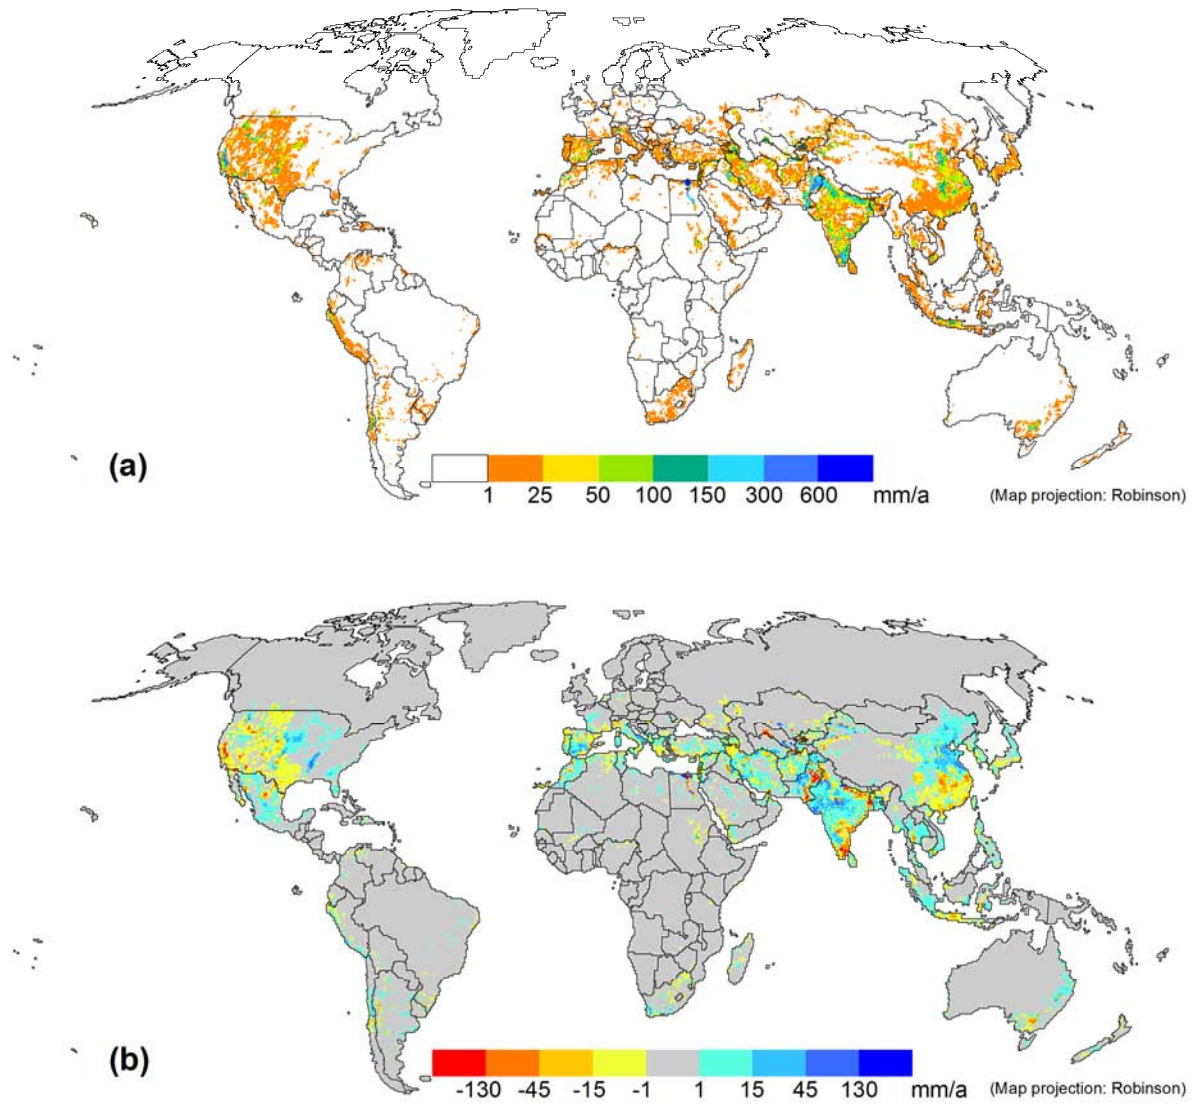 (a)
1 25 50 100 150 300 600 mm/a
(Map projection: Robinson)
(b)
-130 -45 -15 -1 1 15 45 130 mm/a
(Map projection: Robinson)